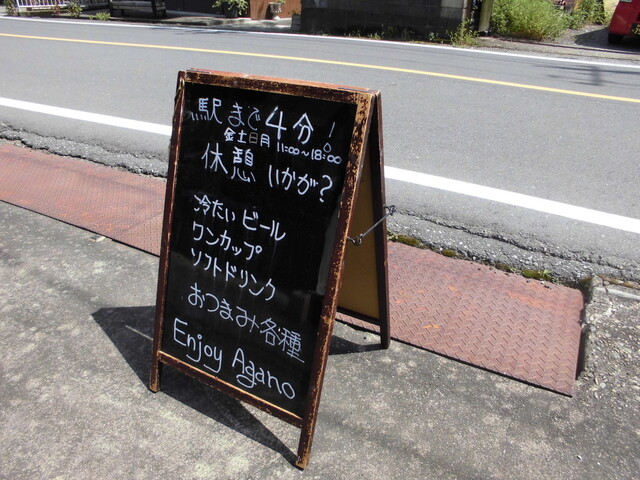 駅まで4分!
金土日月 11:00~18:00
休憩いかが?
冷たいビール
ワンカップ
ソフトドリンク
おつまみ各種
Enjoy Agano